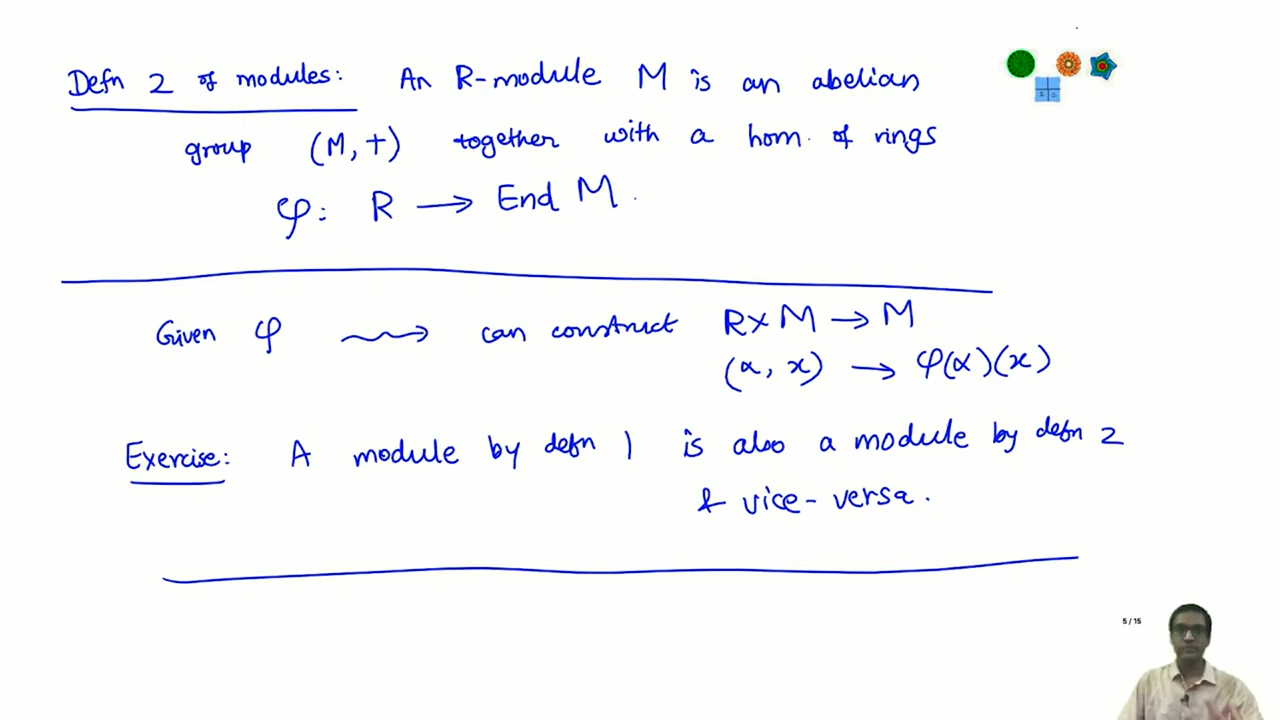 Defn 2 of modules: An R-module M is an abelian
group (M, +) together with a hom. of rings
φ: R → End M.
Given φ ⇝ can construct R × M → M
(α, x) → φ(α)(x)
Exercise: A module by defn 1 is also a module by defn 2
& vice-versa.
5 / 15